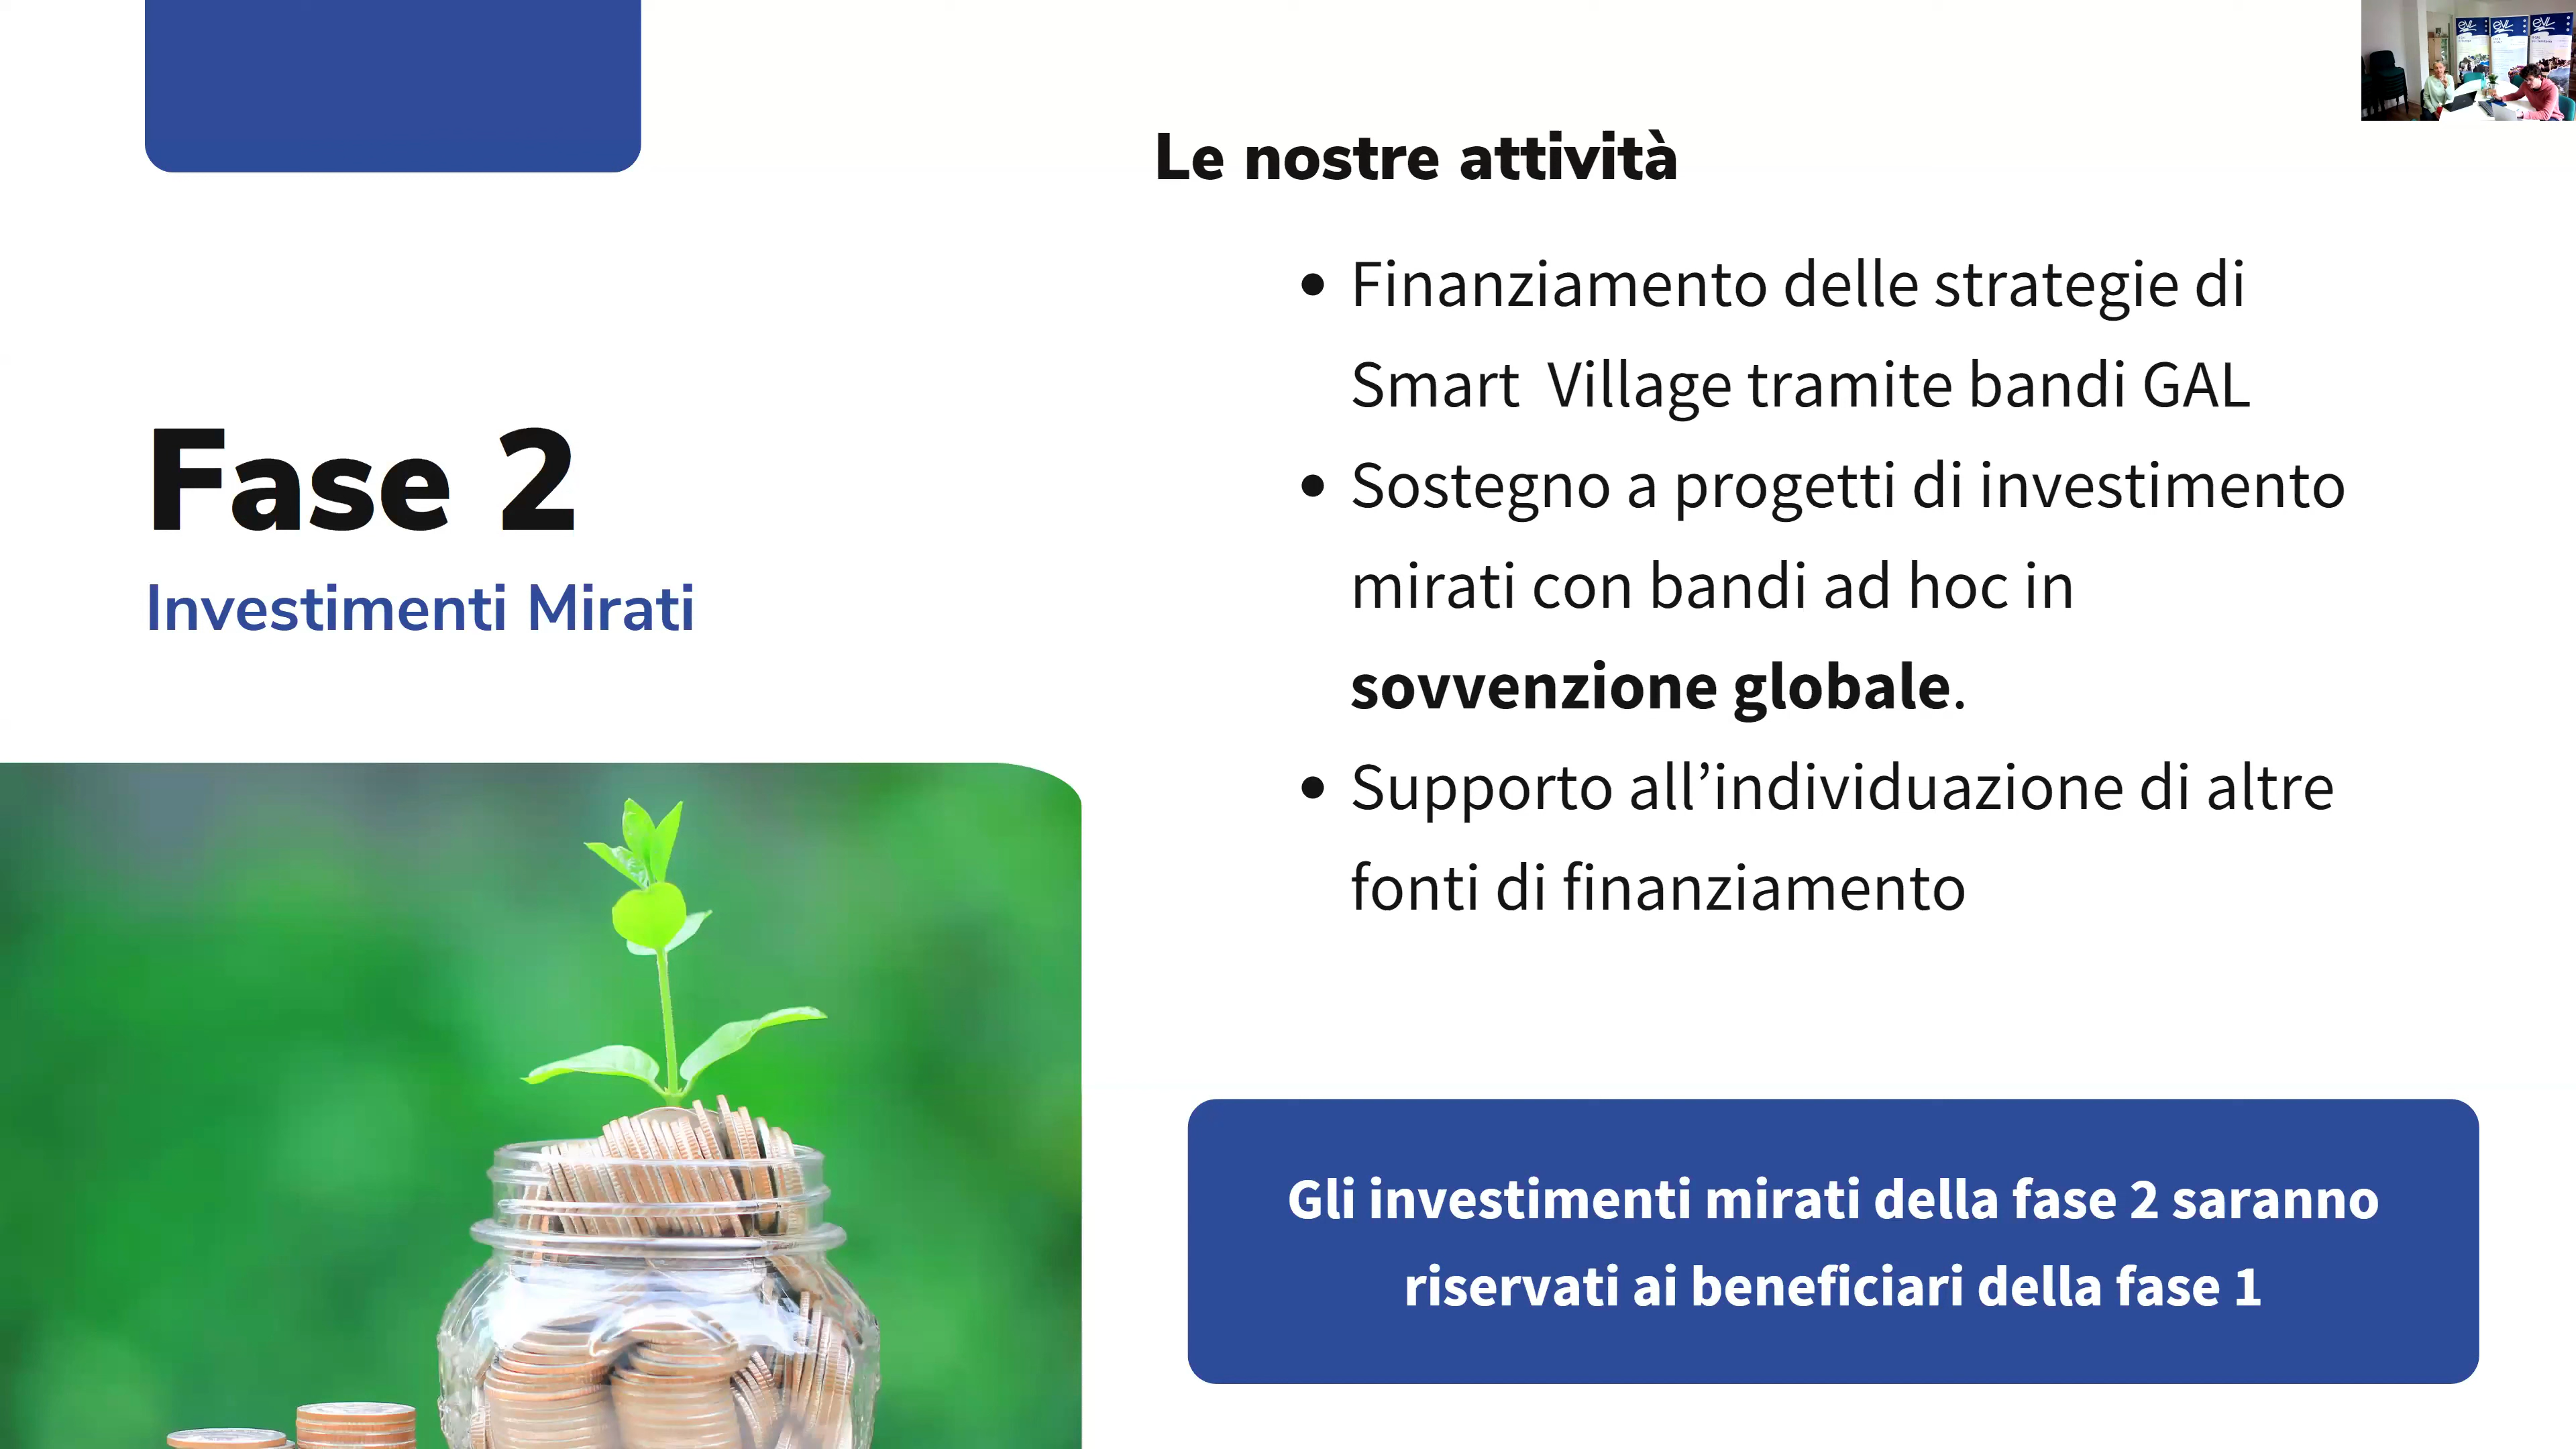 Le nostre attività
Finanziamento delle strategie di
Smart Village tramite bandi GAL
Sostegno a progetti di investimento
mirati con bandi ad hoc in
sovvenzione globale.
Supporto all’individuazione di altre
fonti di finanziamento
Fase 2
Investimenti Mirati
Gli investimenti mirati della fase 2 saranno
riservati ai beneficiari della fase 1